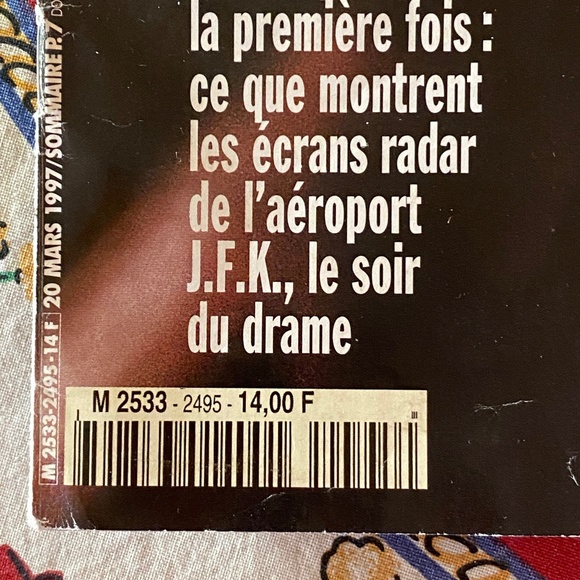 la première fois :
ce que montrent
les écrans radar
de l'aéroport
J.F.K., le soir
du drame
M 2533 - 2495 - 14,00 F
M 2533-2495-14 F 20 MARS 1997/SOMMAIRE P. 7/